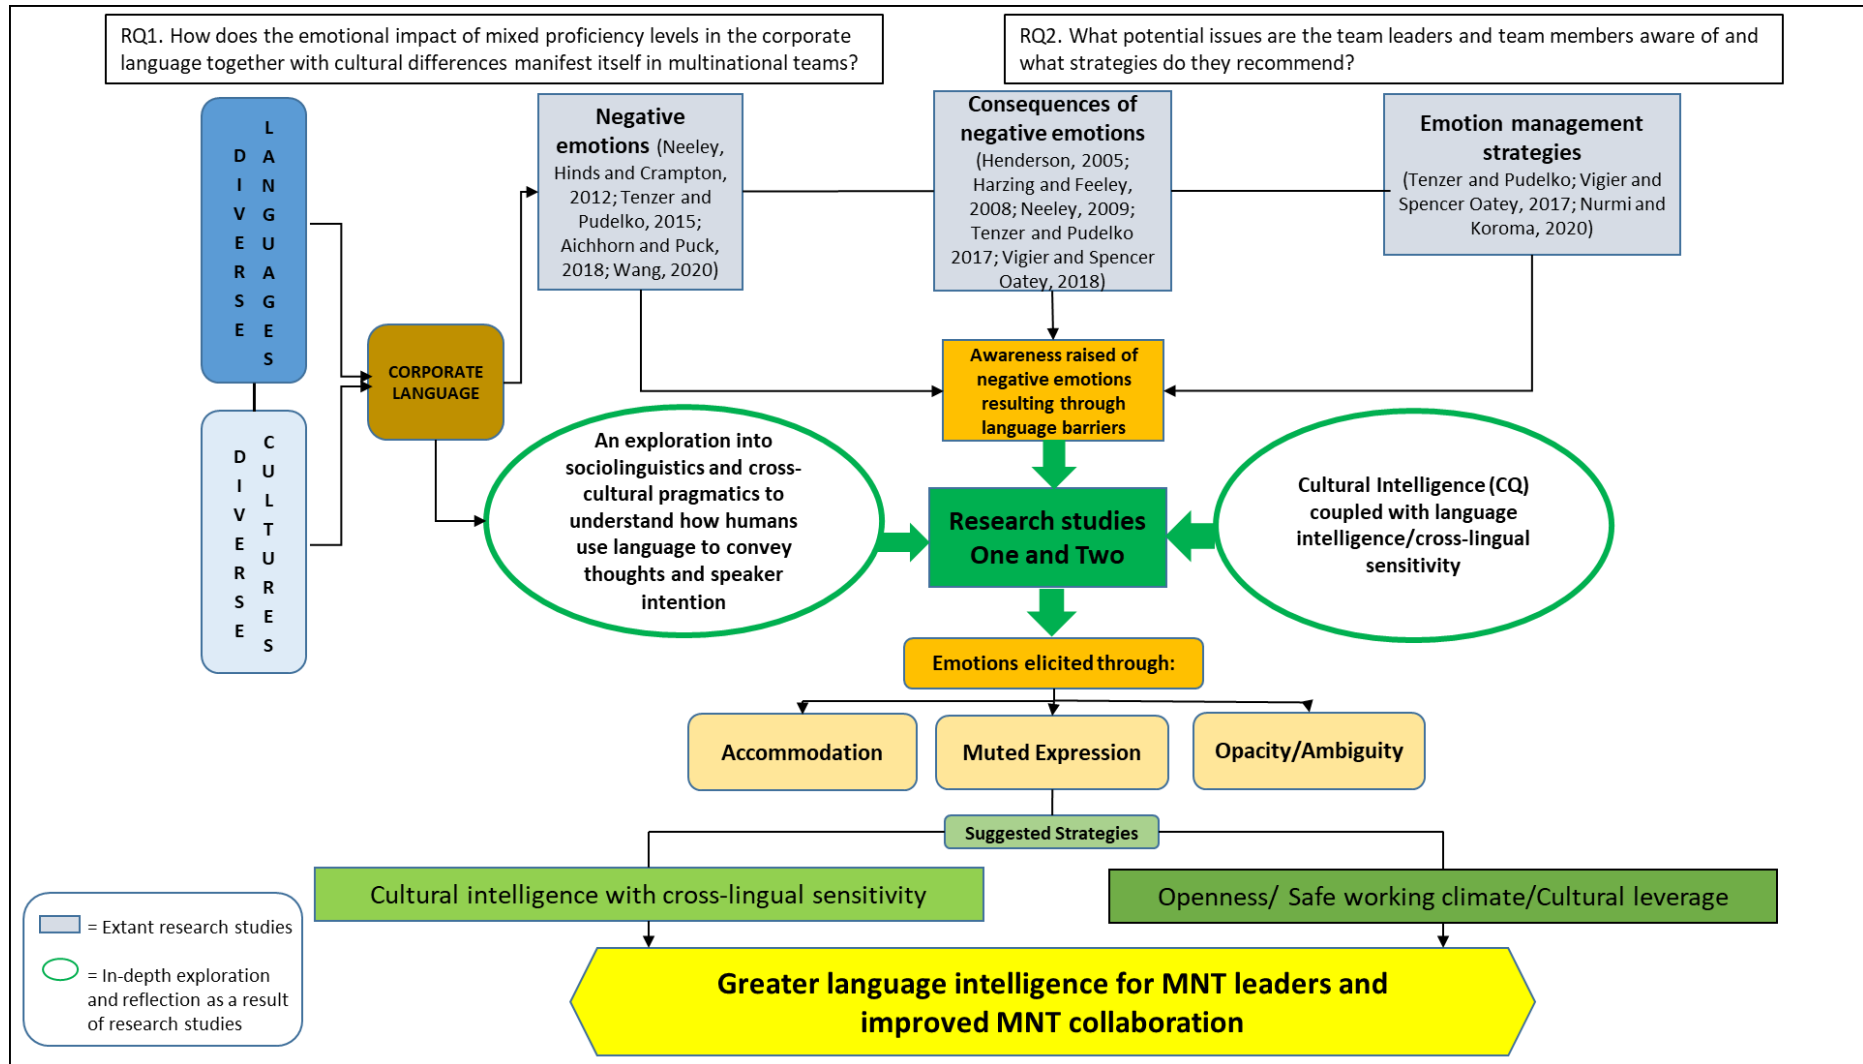 RQ1. How does the emotional impact of mixed proficiency levels in the corporate
language together with cultural differences manifest itself in multinational teams?
RQ2. What potential issues are the team leaders and team members aware of and
what strategies do they recommend?
DIVERSE
LANGUAGES
DIVERSE
CULTURES
CORPORATE
LANGUAGE
Negative
emotions (Neeley,
Hinds and Crampton,
2012; Tenzer and
Pudelko, 2015;
Aichhorn and Puck,
2018; Wang, 2020)
Consequences of
negative emotions
(Henderson, 2005;
Harzing and Feeley,
2008; Neeley, 2009;
Tenzer and Pudelko
2017; Vigier and Spencer
Oatey, 2018)
Emotion management
strategies
(Tenzer and Pudelko; Vigier and
Spencer Oatey, 2017; Nurmi and
Koroma, 2020)
Awareness raised of
negative emotions
resulting through
language barriers
An exploration into
sociolinguistics and cross-
cultural pragmatics to
understand how humans
use language to convey
thoughts and speaker
intention
Research studies
One and Two
Cultural Intelligence (CQ)
coupled with language
intelligence/cross-lingual
sensitivity
Emotions elicited through:
Accommodation
Muted Expression
Opacity/Ambiguity
Suggested Strategies
Cultural intelligence with cross-lingual sensitivity
Openness/ Safe working climate/Cultural leverage
Greater language intelligence for MNT leaders and
improved MNT collaboration
= Extant research studies
= In-depth exploration
and reflection as a result
of research studies